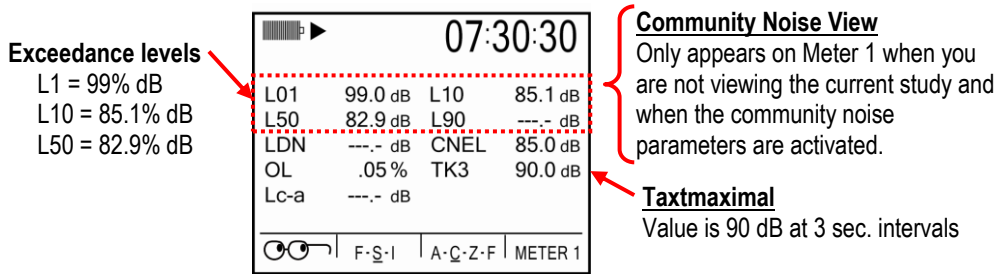 Exceedance levels
L1 = 99% dB
L10 = 85.1% dB
L50 = 82.9% dB
07:30:30
L01 99.0 dB L10 85.1 dB
L50 82.9 dB L90 ---.- dB
LDN ---.- dB CNEL 85.0 dB
OL .05% TK3 90.0 dB
Lc-a ---.- dB
F-S-I A-C-Z-F METER 1
Community Noise View
Only appears on Meter 1 when you
are not viewing the current study and
when the community noise
parameters are activated.
Taxtmaximal
Value is 90 dB at 3 sec. intervals